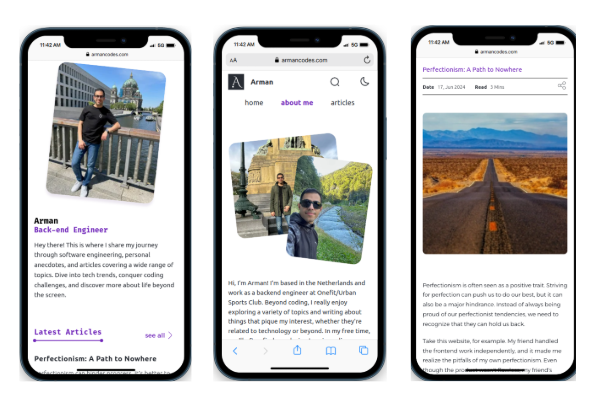 11:42 AM
5G
armancodes.com
Arman
Back-end Engineer
Hey there! This is where I share my journey
through software engineering, personal
anecdotes, and articles covering a wide range of
topics. Dive into tech trends, conquer coding
challenges, and discover more about life beyond
the screen.
Latest Articles
see all
Perfectionism: A Path to Nowhere
11:42 AM
5G
AA
armancodes.com
A
Arman
home about me articles
Hi, I'm Arman! I'm based in the Netherlands and
work as a backend engineer at Onefit/Urban
Sports Club. Beyond coding, I really enjoy
exploring a variety of topics and writing about
things that pique my interest, whether they're
related to technology or beyond. In my free time,
11:42 AM
5G
armancodes.com
Perfectionism: A Path to Nowhere
Date 17, Jun 2024 Read 3 Mins
Perfectionism is often seen as a positive trait. Striving
for perfection can push us to do our best, but it can
also be a major hindrance. Instead of always being
proud of our perfectionist tendencies, we need to
recognize that they can hold us back.
Take this website, for example. My friend handled
the frontend work independently, and it made me
realize the pitfalls of my own perfectionism. Even
though the product wasn't flawless, my friend's